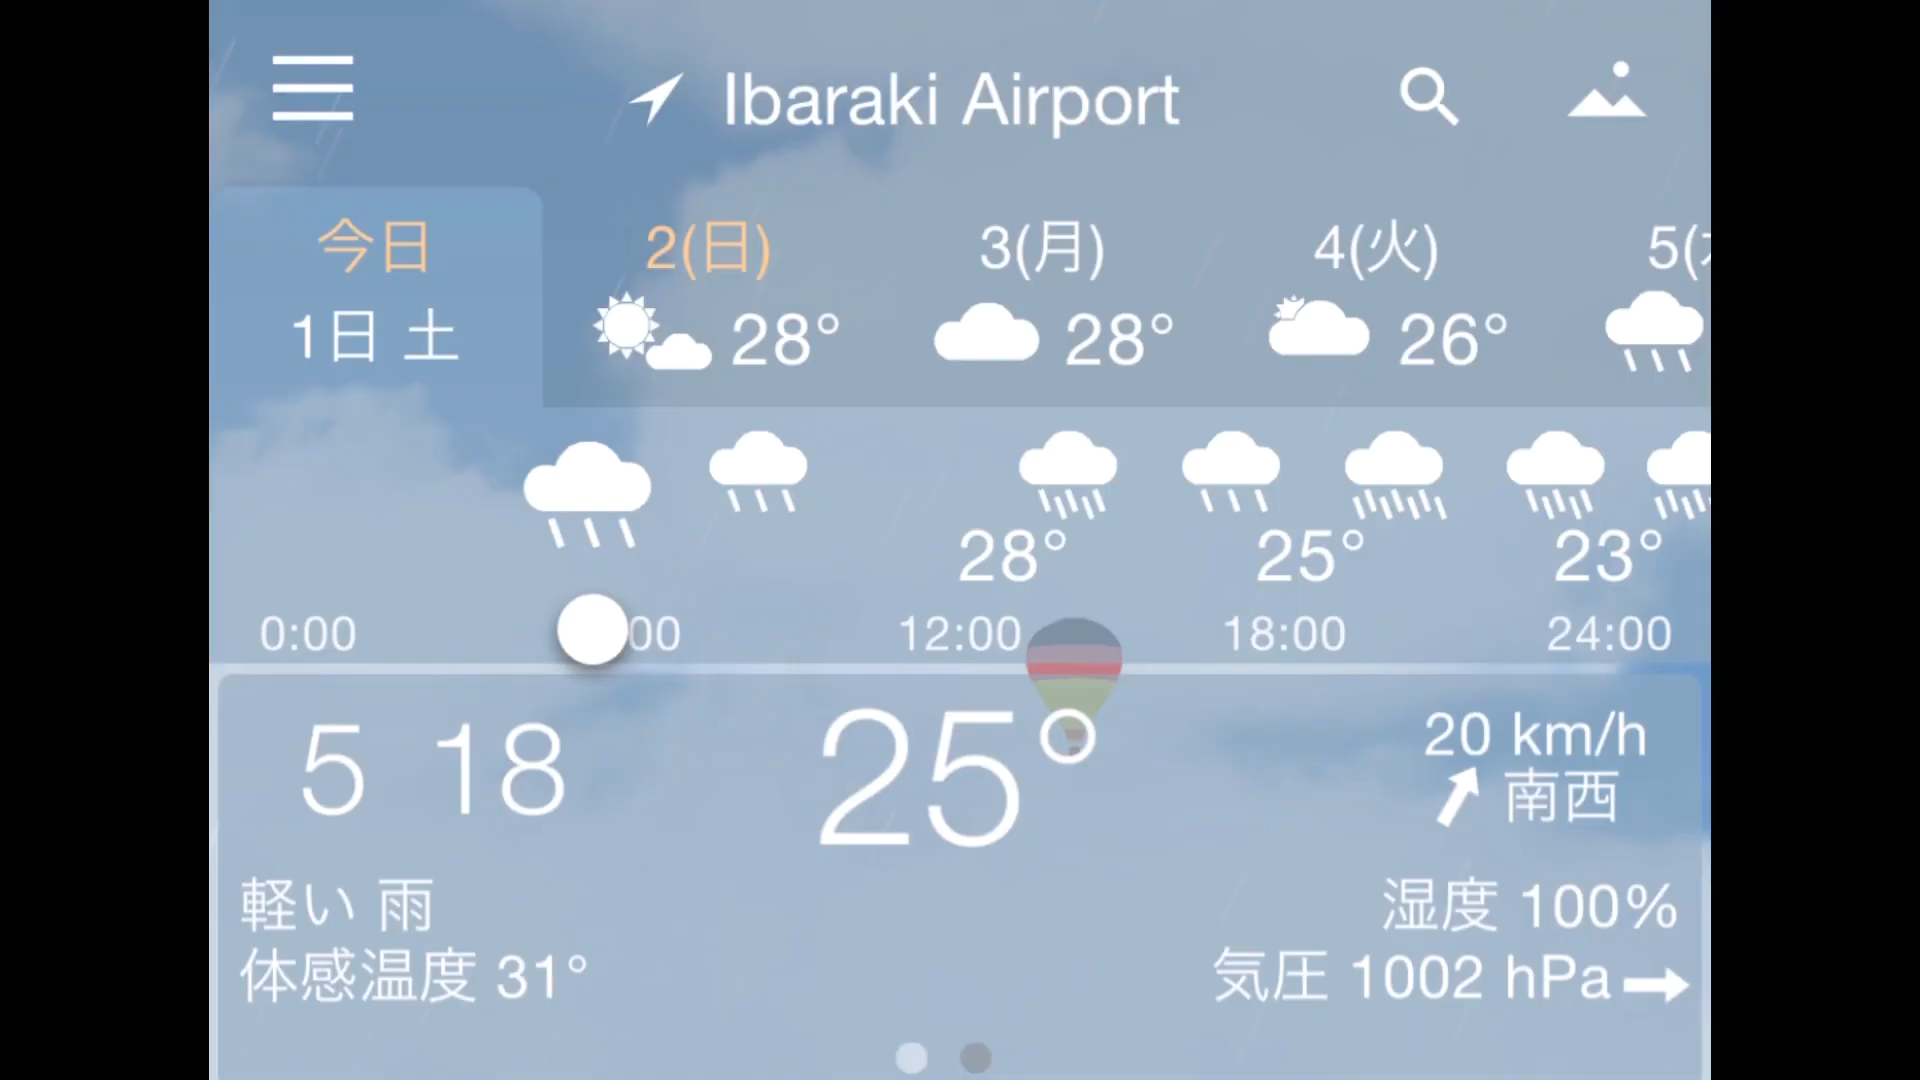 Ibaraki Airport
今日 2(日) 3(月) 4(火) 5(
1日 土 28° 28° 26°
28° 25° 23°
0:00 00 12:00 18:00 24:00
5 18 25° 20 km/h
南西
軽い 雨 湿度 100%
体感温度 31° 気圧 1002 hPa